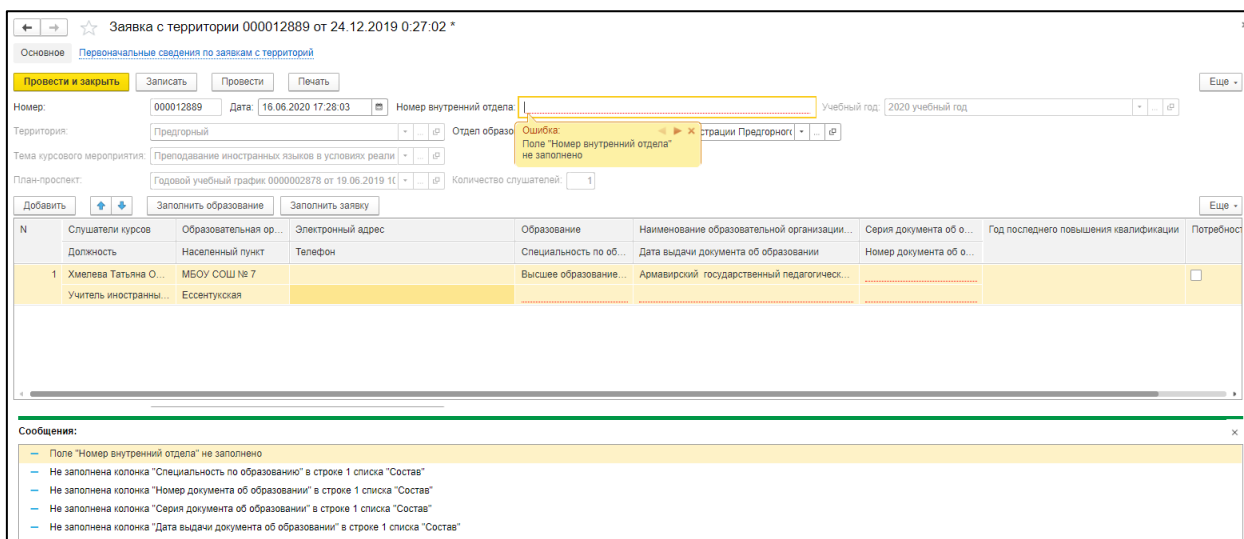 Заявка с территории 000012889 от 24.12.2019 0:27:02 *
Основное Первоначальные сведения по заявкам с территорий
Провести и закрыть Записать Провести Печать Еще
Номер: 000012889 Дата: 16.06.2020 17:28:03 Номер внутренний отдела: Учебный год: 2020 учебный год
Территория: Предгорный Отдел образо страции Предгорног
Ошибка:
Поле "Номер внутренний отдела"
не заполнено
Тема курсового мероприятия: Преподавание иностранных языков в условиях реали
План-проспект: Годовой учебный график 0000002878 от 19.06.2019 1 Количество слушателей: 1
Добавить Заполнить образование Заполнить заявку Еще
N Слушатели курсов Образовательная ор... Электронный адрес Образование Наименование образовательной организации... Серия документа об о... Год последнего повышения квалификации Потребност
Должность Населенный пункт Телефон Специальность по об... Дата выдачи документа об образовании Номер документа об о...
1 Хмелева Татьяна О... МБОУ СОШ № 7 Высшее образование... Армавирский государственный педагогическ...
Учитель иностранны... Ессентукская
Сообщения:
Поле "Номер внутренний отдела" не заполнено
Не заполнена колонка "Специальность по образованию" в строке 1 списка "Состав"
Не заполнена колонка "Номер документа об образовании" в строке 1 списка "Состав"
Не заполнена колонка "Серия документа об образовании" в строке 1 списка "Состав"
Не заполнена колонка "Дата выдачи документа об образовании" в строке 1 списка "Состав"